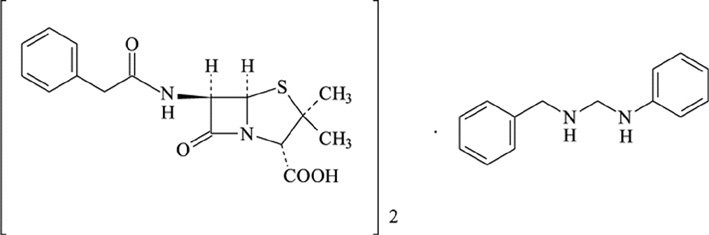 O
H H
N S CH₃
H
N CH₃
O
COOH
2
·
N N
H H